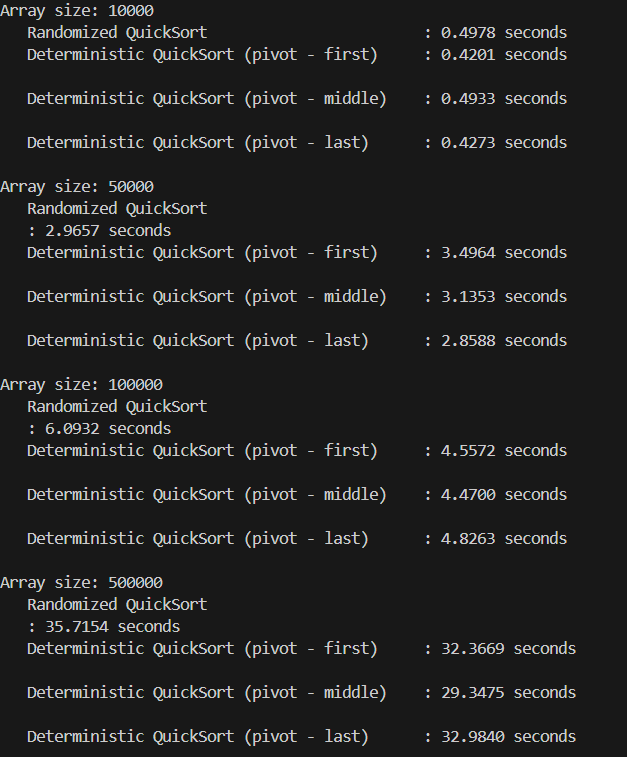 Array size: 10000
Randomized QuickSort : 0.4978 seconds
Deterministic QuickSort (pivot - first) : 0.4201 seconds
Deterministic QuickSort (pivot - middle) : 0.4933 seconds
Deterministic QuickSort (pivot - last) : 0.4273 seconds
Array size: 50000
Randomized QuickSort
: 2.9657 seconds
Deterministic QuickSort (pivot - first) : 3.4964 seconds
Deterministic QuickSort (pivot - middle) : 3.1353 seconds
Deterministic QuickSort (pivot - last) : 2.8588 seconds
Array size: 100000
Randomized QuickSort
: 6.0932 seconds
Deterministic QuickSort (pivot - first) : 4.5572 seconds
Deterministic QuickSort (pivot - middle) : 4.4700 seconds
Deterministic QuickSort (pivot - last) : 4.8263 seconds
Array size: 500000
Randomized QuickSort
: 35.7154 seconds
Deterministic QuickSort (pivot - first) : 32.3669 seconds
Deterministic QuickSort (pivot - middle) : 29.3475 seconds
Deterministic QuickSort (pivot - last) : 32.9840 seconds